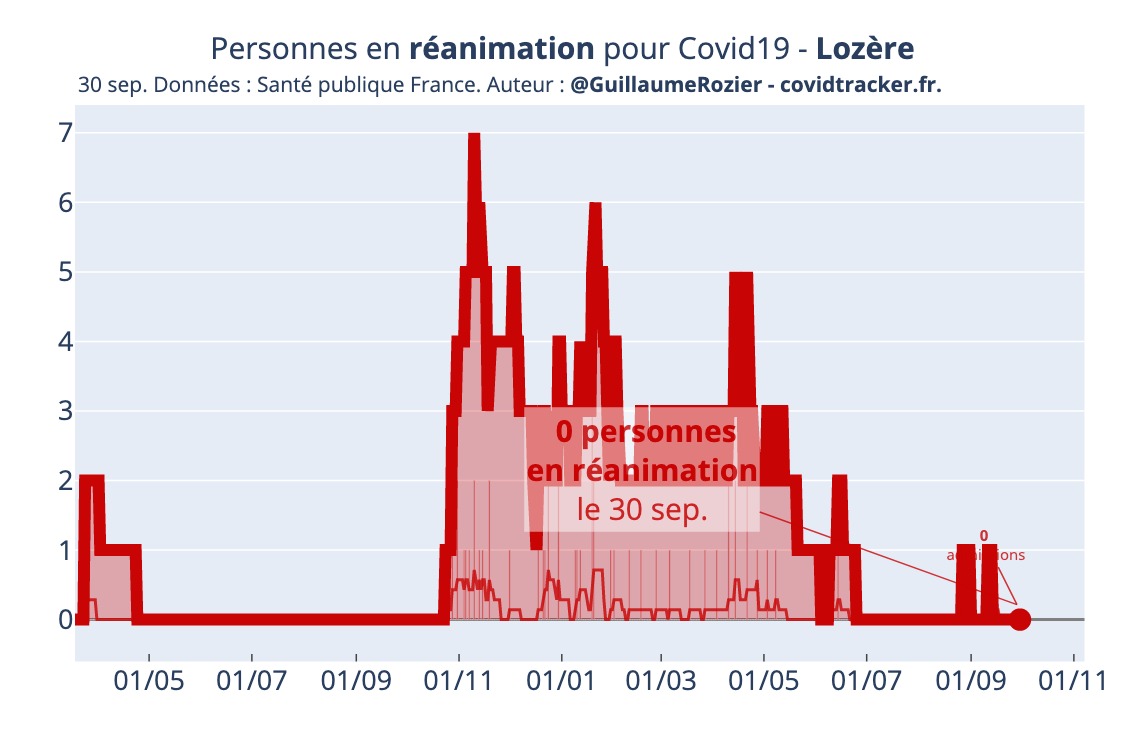 Personnes en réanimation pour Covid19 - Lozère
30 sep. Données : Santé publique France. Auteur : @GuillaumeRozier - covidtracker.fr.
7
6
5
4
3
2
1
0
0 personnes
en réanimation
le 30 sep.
0
admissions
01/05 01/07 01/09 01/11 01/01 01/03 01/05 01/07 01/09 01/11